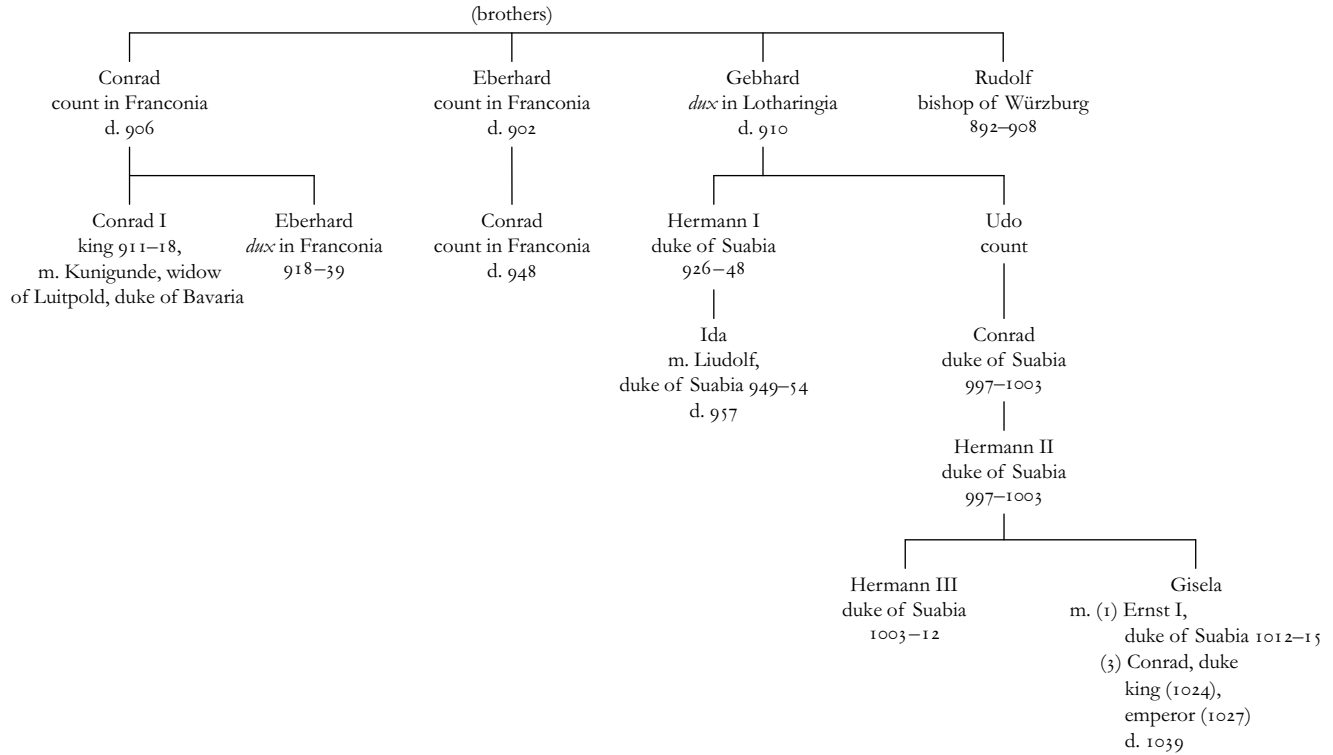 (brothers)
Conrad
count in Franconia
d. 906
Eberhard
count in Franconia
d. 902
Gebhard
dux in Lotharingia
d. 910
Rudolf
bishop of Würzburg
892–908
Conrad I
king 911–18,
m. Kunigunde, widow
of Luitpold, duke of Bavaria
Eberhard
dux in Franconia
918–39
Conrad
count in Franconia
d. 948
Hermann I
duke of Suabia
926–48
Udo
count
Ida
m. Liudolf,
duke of Suabia 949–54
d. 957
Conrad
duke of Suabia
997–1003
Hermann II
duke of Suabia
997–1003
Hermann III
duke of Suabia
1003–12
Gisela
m. (1) Ernst I,
duke of Suabia 1012–15
(3) Conrad, duke
king (1024),
emperor (1027)
d. 1039